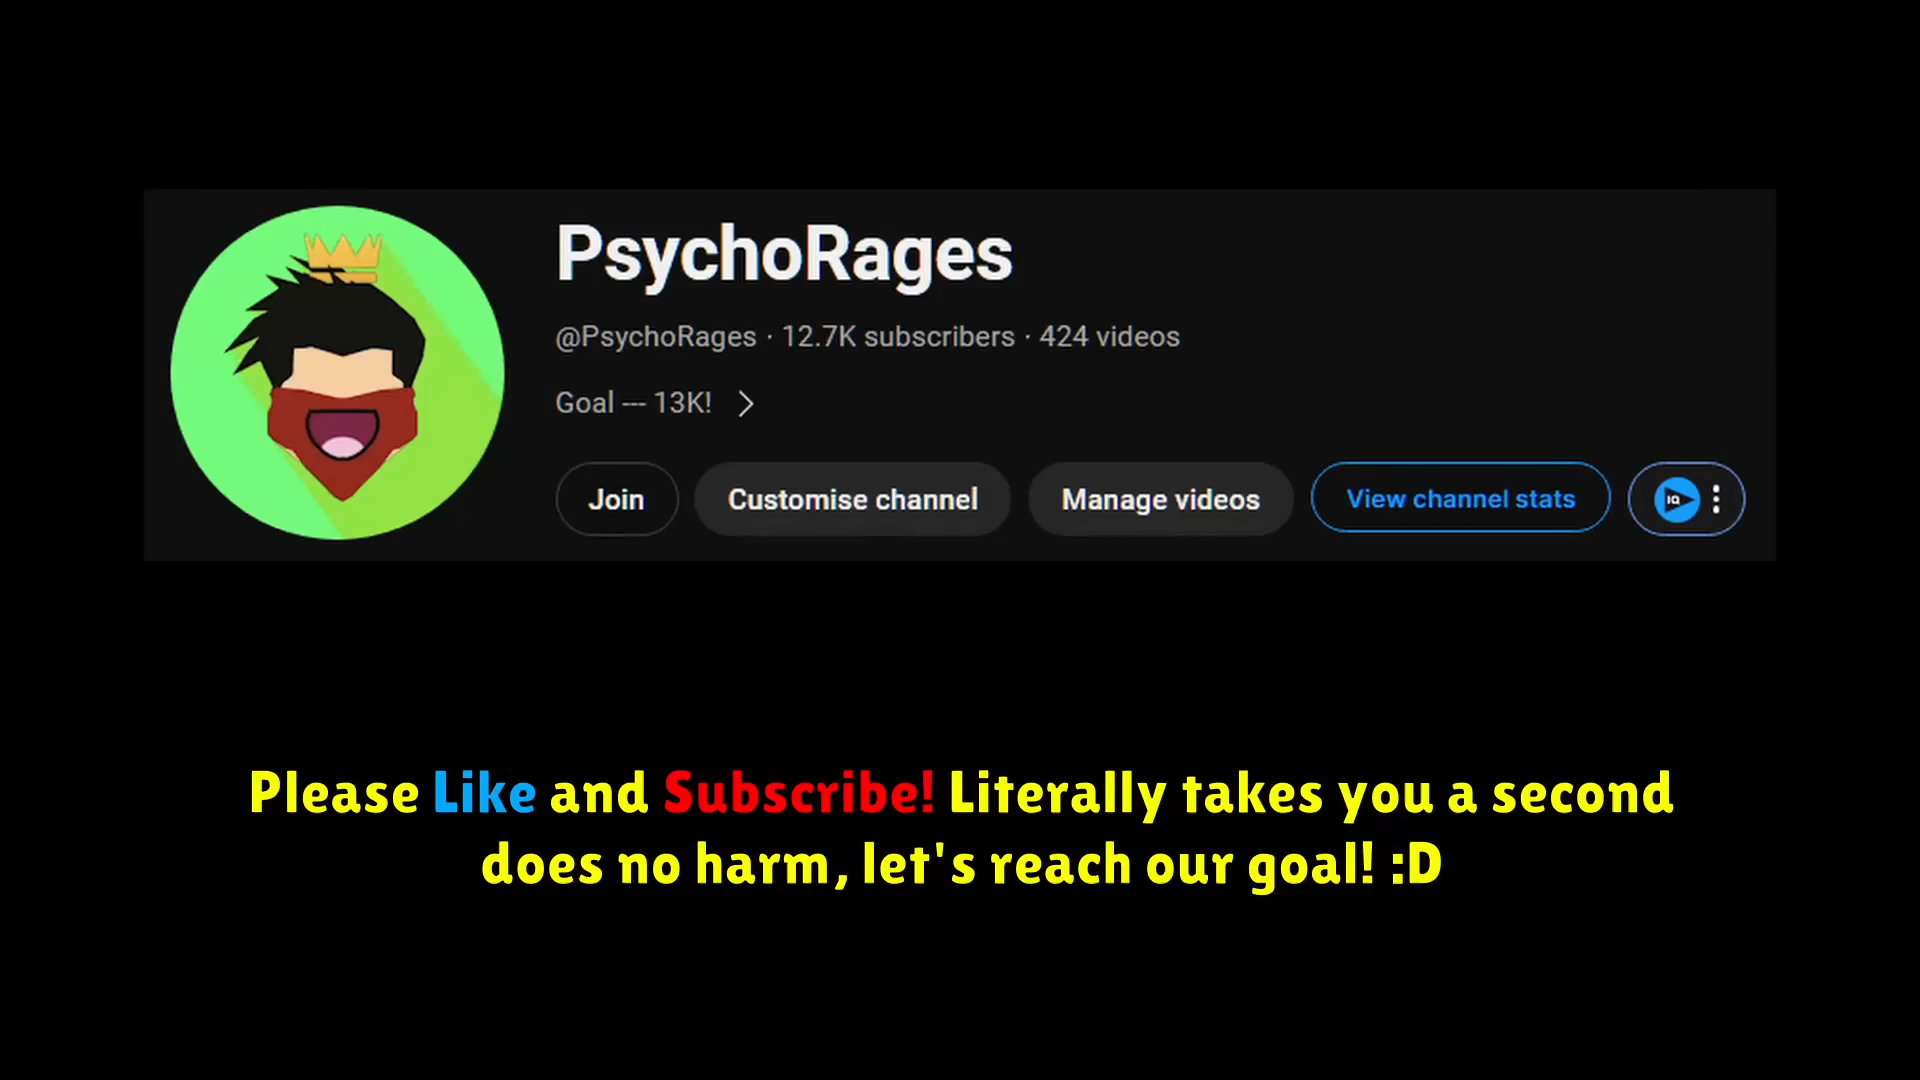 PsychoRages
@PsychoRages · 12.7K subscribers · 424 videos
Goal --- 13K!
Join
Customise channel
Manage videos
View channel stats
IQ
Please Like and Subscribe! Literally takes you a second
does no harm, let's reach our goal! :D